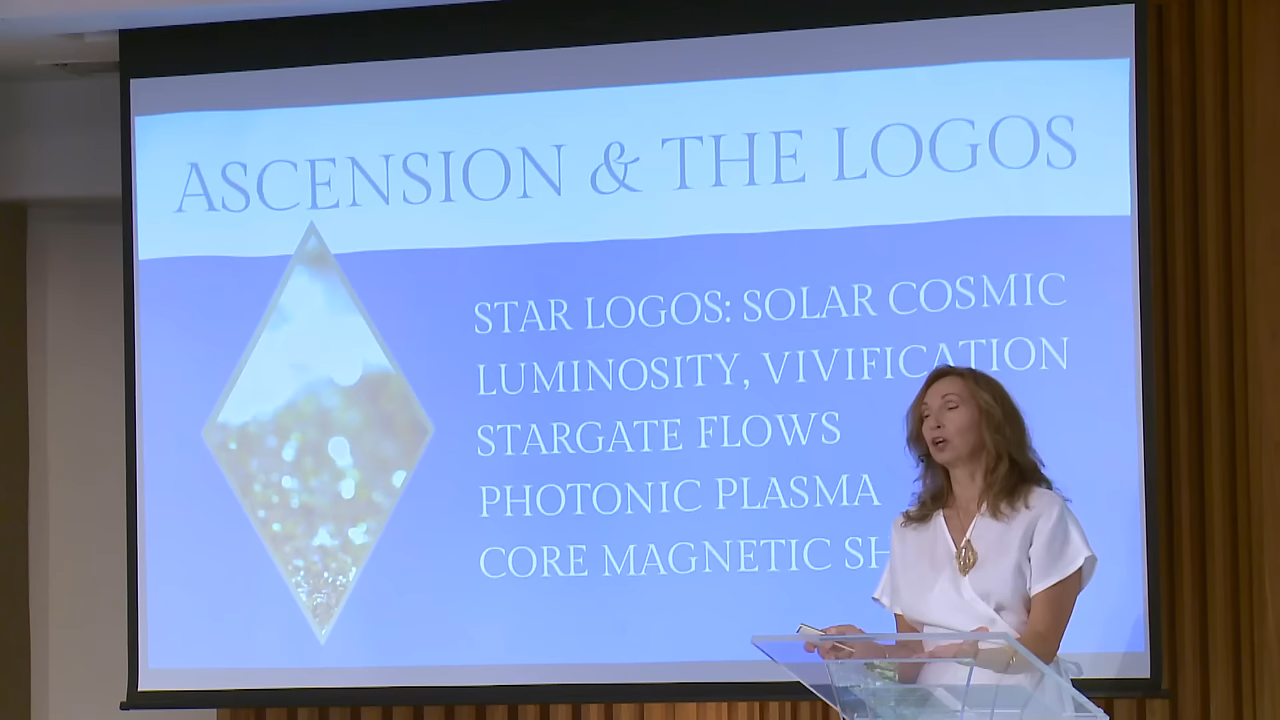 ASCENSION & THE LOGOS
STAR LOGOS: SOLAR COSMIC
LUMINOSITY, VIVIFICATION
STARGATE FLOWS
PHOTONIC PLASMA
CORE MAGNETIC